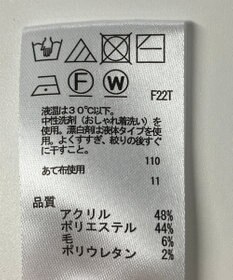 F22T
液温は30℃以下。
中性洗剤（おしゃれ着洗い）を
使用。漂白剤は液体タイプを使
用。よくすすぎ、絞りの後すぐ
に干すこと。
110
あて布使用
11
品質
アクリル 48%
ポリエステル 44%
毛 6%
ポリウレタン 2%